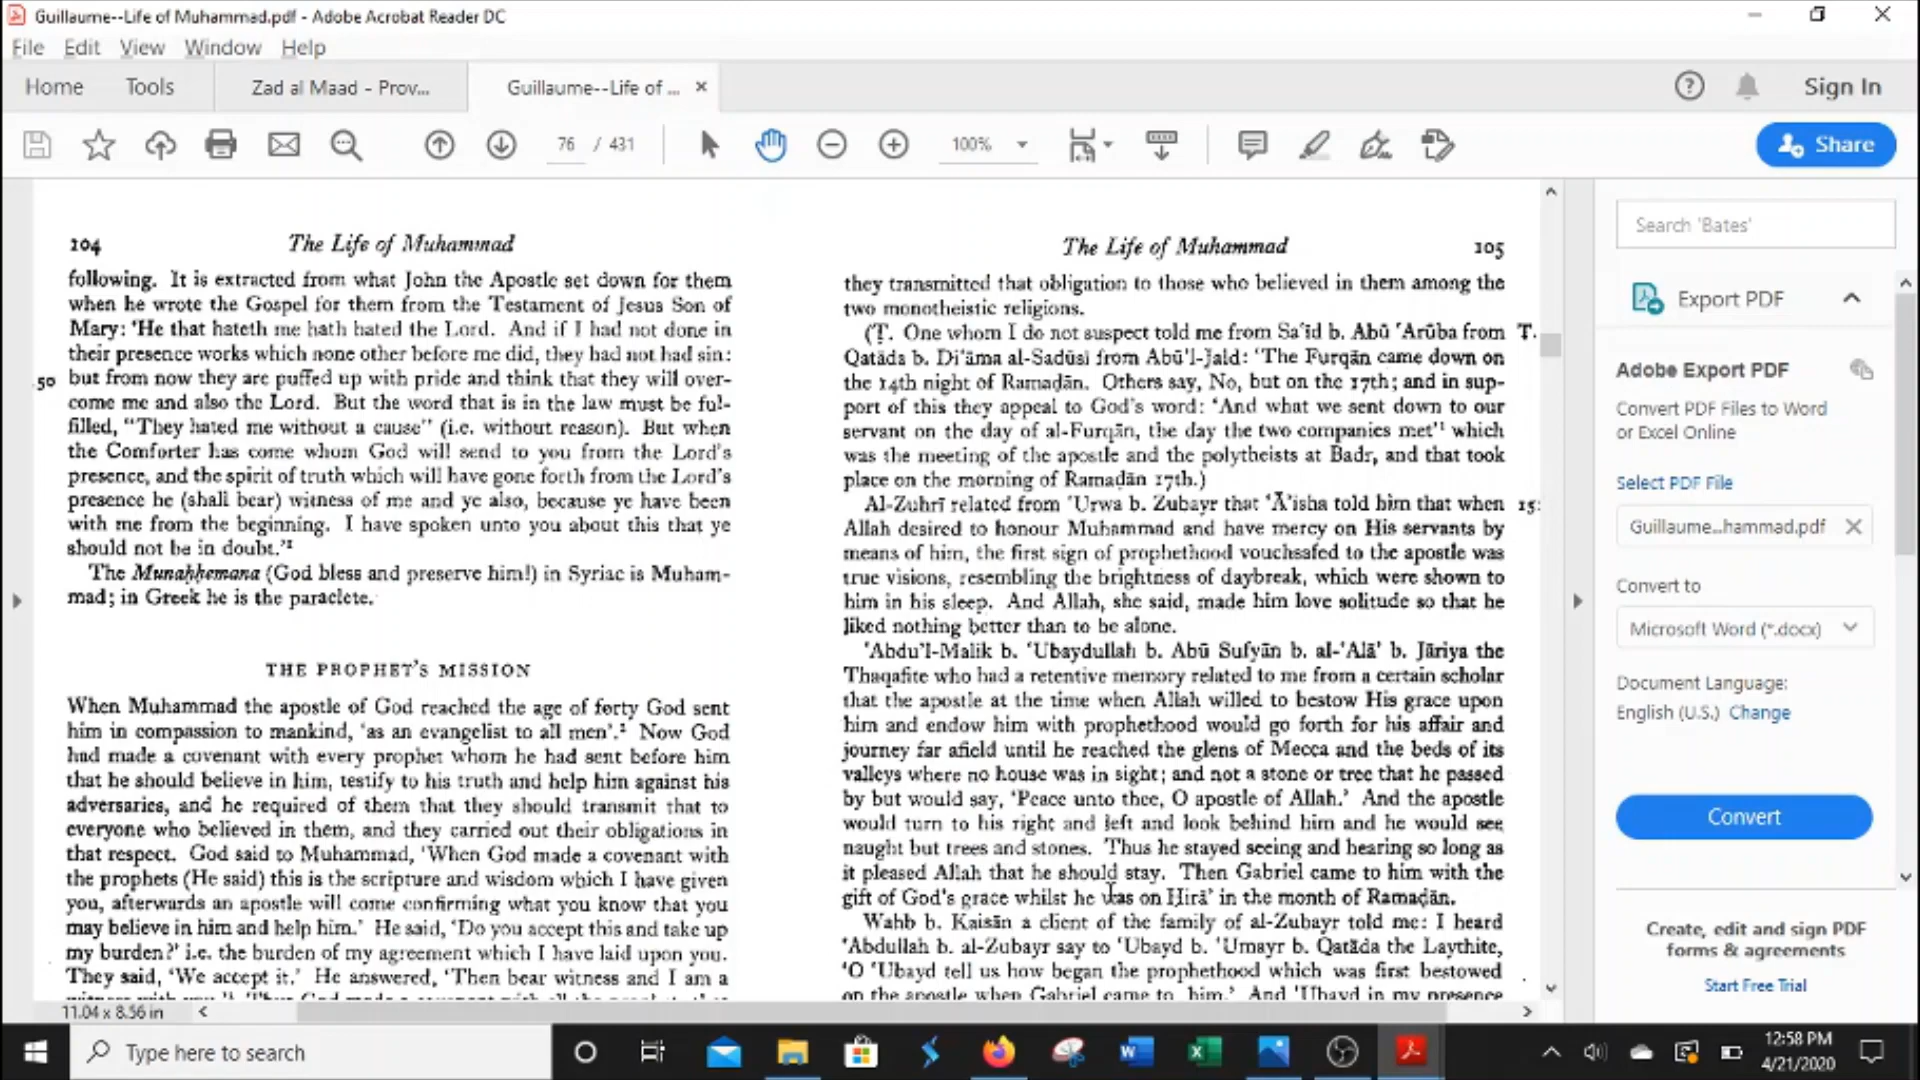 Guillaume--Life of Muhammad.pdf - Adobe Acrobat Reader DC
File Edit View Window Help
Home Tools Zad al Maad - Prov... Guillaume--Life of ... × Sign In
76 / 431 100% Share
104 The Life of Muhammad
following. It is extracted from what John the Apostle set down for them
when he wrote the Gospel for them from the Testament of Jesus Son of
Mary: 'He that hateth me hath hated the Lord. And if I had not done in
their presence works which none other before me did, they had not had sin:
50 but from now they are puffed up with pride and think that they will over-
come me and also the Lord. But the word that is in the law must be ful-
filled, "They hated me without a cause" (i.e. without reason). But when
the Comforter has come whom God will send to you from the Lord's
presence, and the spirit of truth which will have gone forth from the Lord's
presence he (shall bear) witness of me and ye also, because ye have been
with me from the beginning. I have spoken unto you about this that ye
should not be in doubt.'¹
The Munaḥḥemana (God bless and preserve him!) in Syriac is Muham-
mad; in Greek he is the paraclete.
THE PROPHET'S MISSION
When Muhammad the apostle of God reached the age of forty God sent
him in compassion to mankind, 'as an evangelist to all men'.² Now God
had made a covenant with every prophet whom he had sent before him
that he should believe in him, testify to his truth and help him against his
adversaries, and he required of them that they should transmit that to
everyone who believed in them, and they carried out their obligations in
that respect. God said to Muhammad, 'When God made a covenant with
the prophets (He said) this is the scripture and wisdom which I have given
you, afterwards an apostle will come confirming what you know that you
may believe in him and help him.' He said, 'Do you accept this and take up
my burden?' i.e. the burden of my agreement which I have laid upon you.
They said, 'We accept it.' He answered, 'Then bear witness and I am a
The Life of Muhammad 105
they transmitted that obligation to those who believed in them among the
two monotheistic religions.
(Ṭ. One whom I do not suspect told me from Sa'īd b. Abū 'Arūba from T.
Qatāda b. Di'āma al-Sadūsī from Abū'l-Jald: 'The Furqān came down on
the 14th night of Ramaḍān. Others say, No, but on the 17th; and in sup-
port of this they appeal to God's word: 'And what we sent down to our
servant on the day of al-Furqān, the day the two companies met'¹ which
was the meeting of the apostle and the polytheists at Badr, and that took
place on the morning of Ramaḍān 17th.)
Al-Zuhrī related from 'Urwa b. Zubayr that 'Ā'isha told him that when 15
Allah desired to honour Muhammad and have mercy on His servants by
means of him, the first sign of prophethood vouchsafed to the apostle was
true visions, resembling the brightness of daybreak, which were shown to
him in his sleep. And Allah, she said, made him love solitude so that he
liked nothing better than to be alone.
'Abdu'l-Malik b. 'Ubaydullah b. Abū Sufyān b. al-'Alā' b. Jāriya the
Thaqafite who had a retentive memory related to me from a certain scholar
that the apostle at the time when Allah willed to bestow His grace upon
him and endow him with prophethood would go forth for his affair and
journey far afield until he reached the glens of Mecca and the beds of its
valleys where no house was in sight; and not a stone or tree that he passed
by but would say, 'Peace unto thee, O apostle of Allah.' And the apostle
would turn to his right and left and look behind him and he would see
naught but trees and stones. Thus he stayed seeing and hearing so long as
it pleased Allah that he should stay. Then Gabriel came to him with the
gift of God's grace whilst he was on Ḥirā' in the month of Ramaḍān.
Wahb b. Kaisān a client of the family of al-Zubayr told me: I heard
'Abdullah b. al-Zubayr say to 'Ubayd b. 'Umayr b. Qatāda the Laythite,
'O 'Ubayd tell us how began the prophethood which was first bestowed
on the apostle when Gabriel came to him.' And 'Ubayd in my presence
Search 'Bates'
Export PDF
Adobe Export PDF
Convert PDF Files to Word
or Excel Online
Select PDF File
Guillaume...hammad.pdf
Convert to
Microsoft Word (*.docx)
Document Language:
English (U.S.) Change
Convert
Create, edit and sign PDF
forms & agreements
Start Free Trial
11.04 x 8.56 in
Type here to search
12:58 PM
4/21/2020